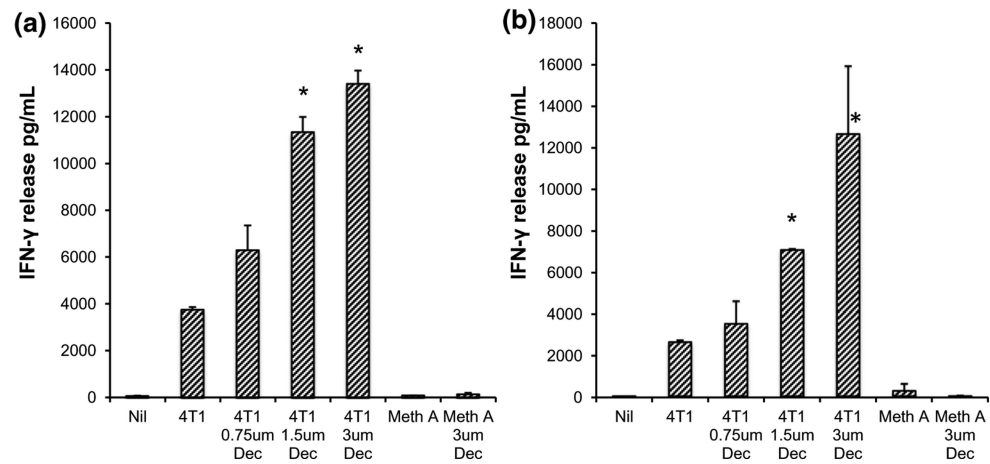 (a)
IFN-γ release pg/mL
16000
14000
12000
10000
8000
6000
4000
2000
0
*
*
Nil
4T1
4T1
0.75um
Dec
4T1
1.5um
Dec
4T1
3um
Dec
Meth A
Meth A
3um
Dec
(b)
IFN-γ release pg/mL
18000
16000
14000
12000
10000
8000
6000
4000
2000
0
*
*
Nil
4T1
4T1
0.75um
Dec
4T1
1.5um
Dec
4T1
3um
Dec
Meth A
Meth A
3um
Dec